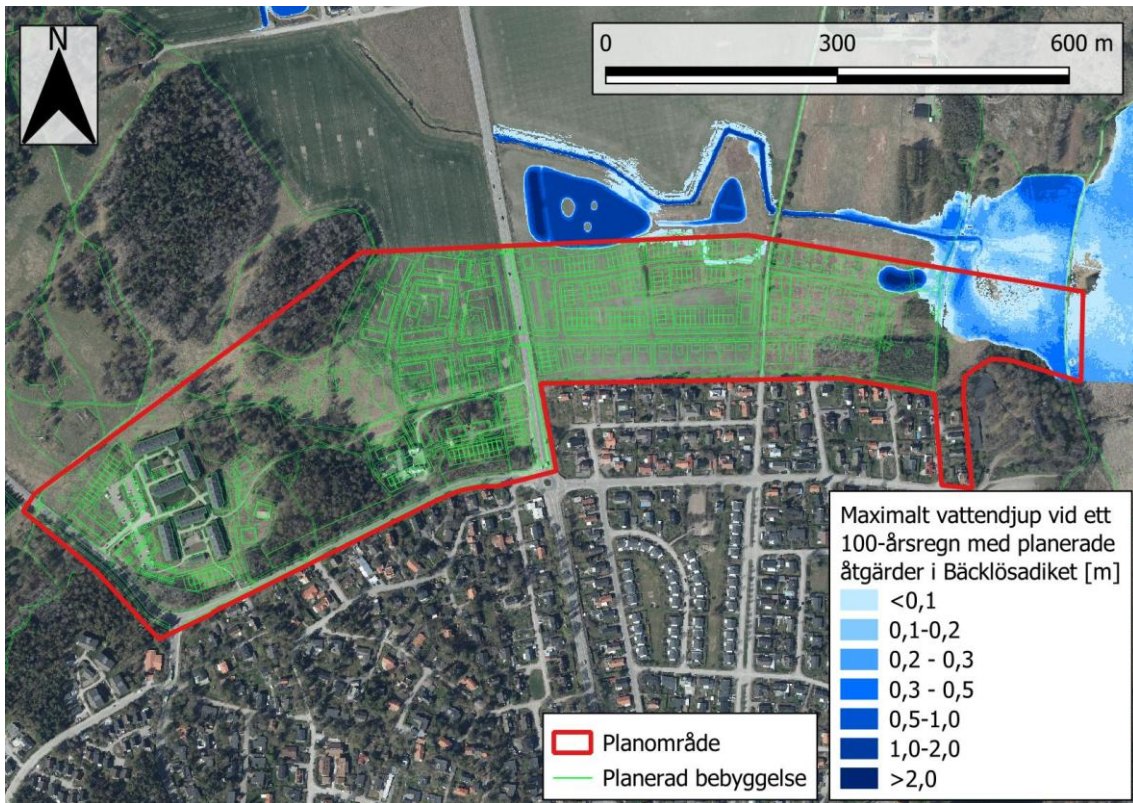 N
0 300 600 m
Maximalt vattendjup vid ett
100-årsregn med planerade
åtgärder i Bäcklösadiket [m]
<0,1
0,1-0,2
0,2 - 0,3
0,3 - 0,5
0,5-1,0
1,0-2,0
>2,0
Planområde
Planerad bebyggelse